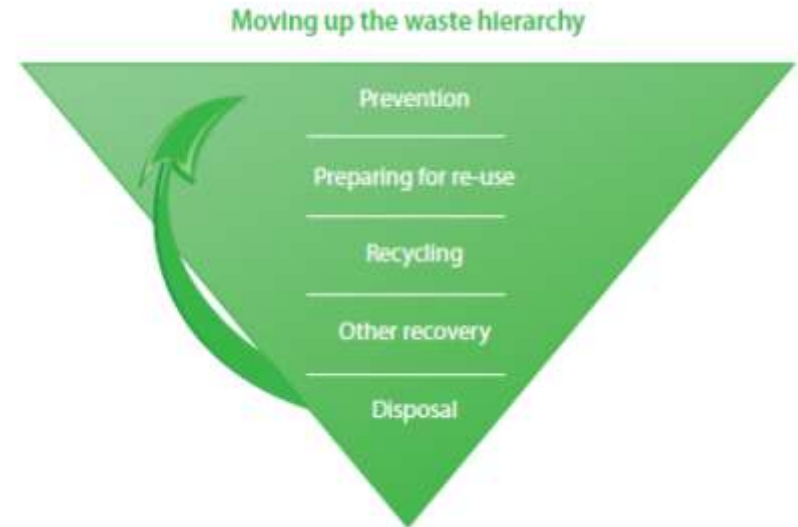 Moving up the waste hierarchy
Prevention
Preparing for re-use
Recycling
Other recovery
Disposal